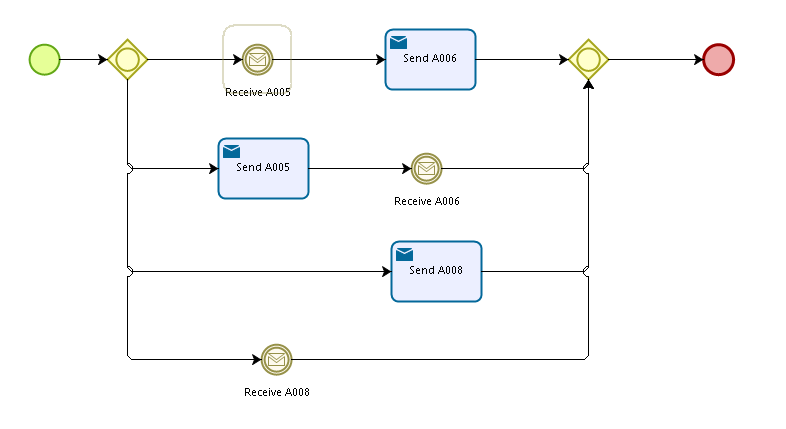 Send A006
Receive A005
Send A005
Receive A006
Send A008
Receive A008